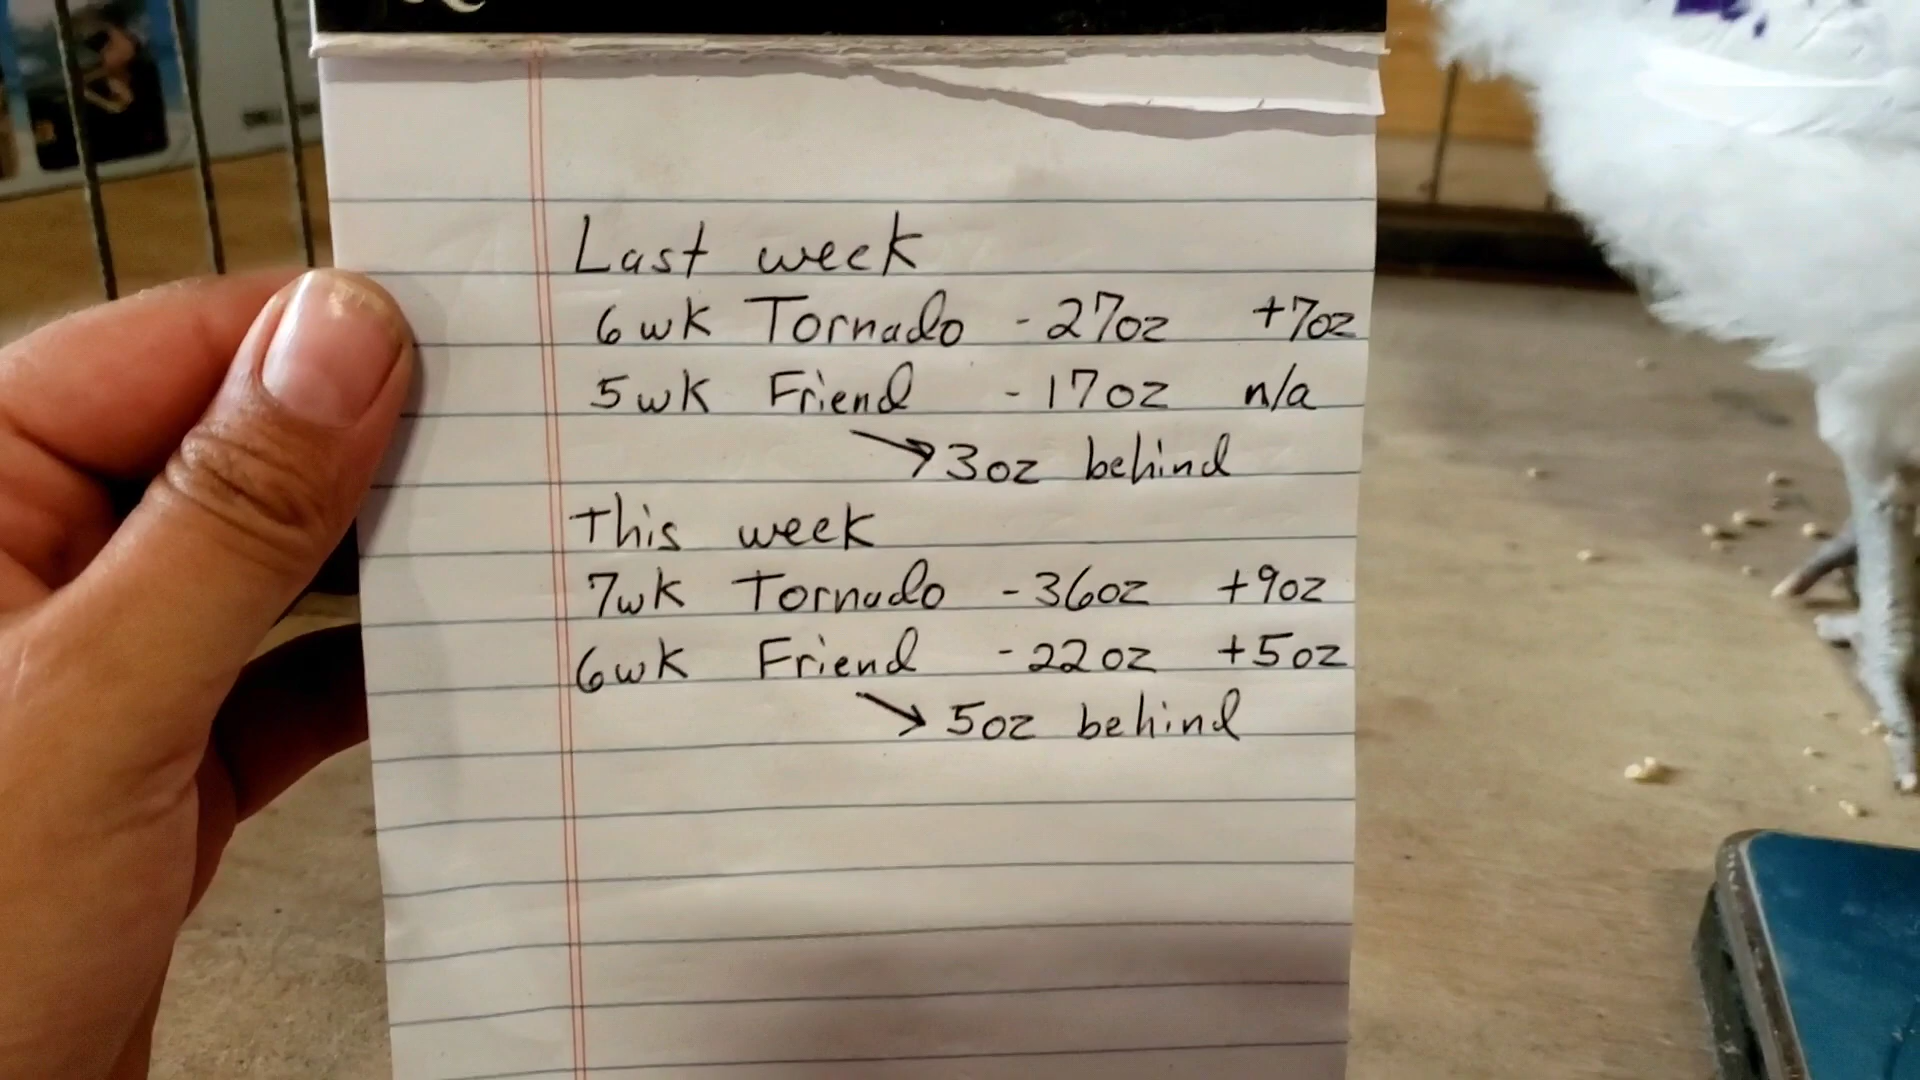 Last week
6wk Tornado - 27oz +7oz
5wk Friend - 17oz n/a
→ 3oz behind
This week
7wk Tornado - 36oz +9oz
6wk Friend - 22oz +5oz
→ 5oz behind